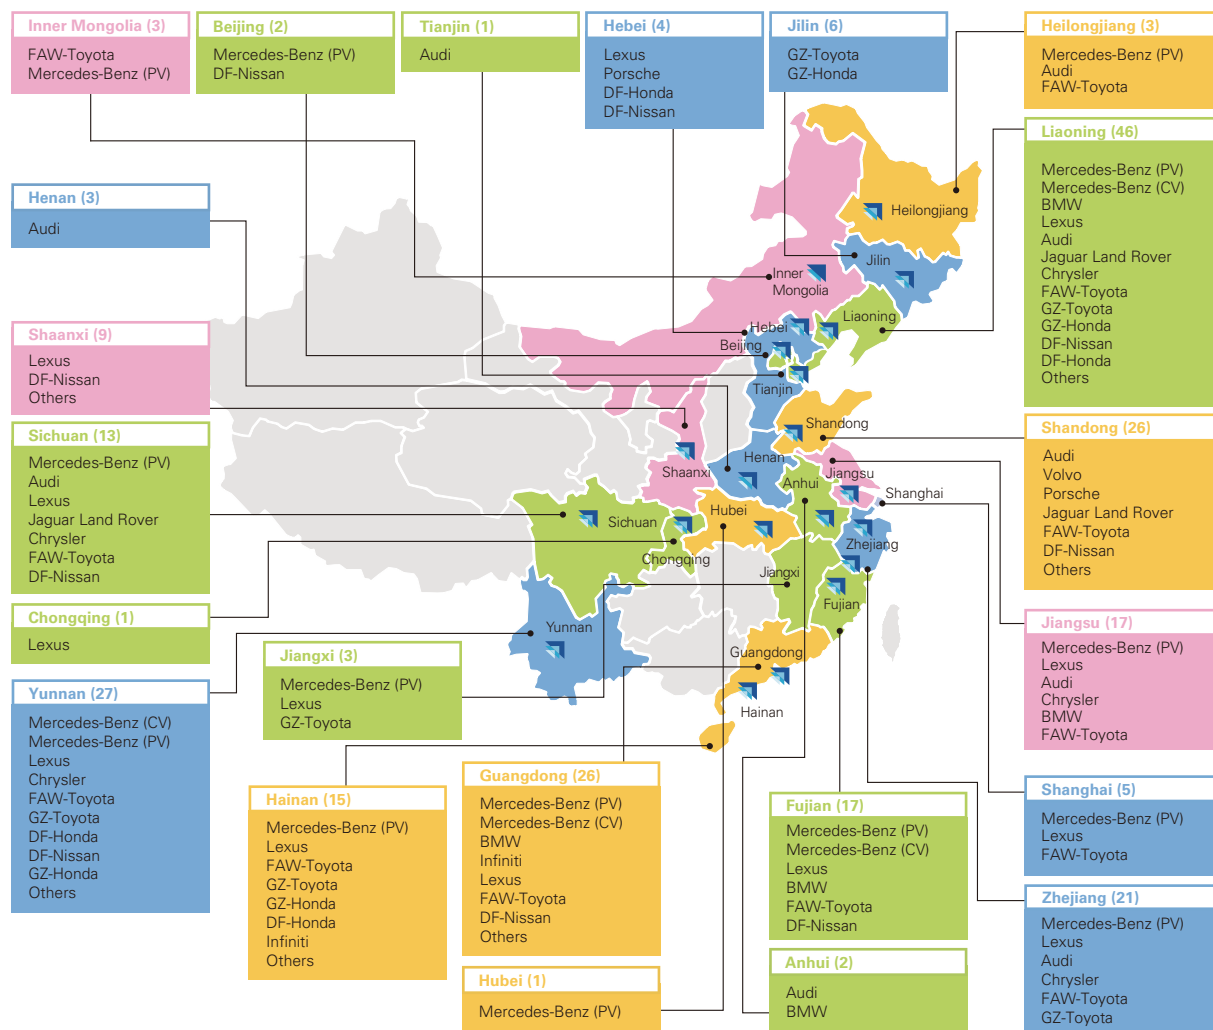 Inner Mongolia (3)
FAW-Toyota
Mercedes-Benz (PV)
Beijing (2)
Mercedes-Benz (PV)
DF-Nissan
Tianjin (1)
Audi
Hebei (4)
Lexus
Porsche
DF-Honda
DF-Nissan
Jilin (6)
GZ-Toyota
GZ-Honda
Heilongjiang (3)
Mercedes-Benz (PV)
Audi
FAW-Toyota
Liaoning (46)
Mercedes-Benz (PV)
Mercedes-Benz (CV)
BMW
Lexus
Audi
Jaguar Land Rover
Chrysler
FAW-Toyota
GZ-Toyota
GZ-Honda
DF-Nissan
DF-Honda
Others
Henan (3)
Audi
Shaanxi (9)
Lexus
DF-Nissan
Others
Sichuan (13)
Mercedes-Benz (PV)
Audi
Lexus
Jaguar Land Rover
Chrysler
FAW-Toyota
DF-Nissan
Chongqing (1)
Lexus
Yunnan (27)
Mercedes-Benz (CV)
Mercedes-Benz (PV)
Lexus
Chrysler
FAW-Toyota
GZ-Toyota
DF-Honda
DF-Nissan
GZ-Honda
Others
Heilongjiang
Jilin
Inner
Mongolia
Liaoning
Hebei
Beijing
Tianjin
Shandong
Henan
Shaanxi
Jiangsu
Anhui
Shanghai
Hubei
Sichuan
Zhejiang
Chongqing
Jiangxi
Fujian
Yunnan
Guangdong
Hainan
Shandong (26)
Audi
Volvo
Porsche
Jaguar Land Rover
FAW-Toyota
DF-Nissan
Others
Jiangsu (17)
Mercedes-Benz (PV)
Lexus
Audi
Chrysler
BMW
FAW-Toyota
Jiangxi (3)
Mercedes-Benz (PV)
Lexus
GZ-Toyota
Hainan (15)
Mercedes-Benz (PV)
Lexus
FAW-Toyota
GZ-Toyota
GZ-Honda
DF-Honda
Infiniti
Others
Guangdong (26)
Mercedes-Benz (PV)
Mercedes-Benz (CV)
BMW
Infiniti
Lexus
FAW-Toyota
DF-Nissan
Others
Hubei (1)
Mercedes-Benz (PV)
Fujian (17)
Mercedes-Benz (PV)
Mercedes-Benz (CV)
Lexus
BMW
FAW-Toyota
DF-Nissan
Anhui (2)
Audi
BMW
Shanghai (5)
Mercedes-Benz (PV)
Lexus
FAW-Toyota
Zhejiang (21)
Mercedes-Benz (PV)
Lexus
Audi
Chrysler
FAW-Toyota
GZ-Toyota